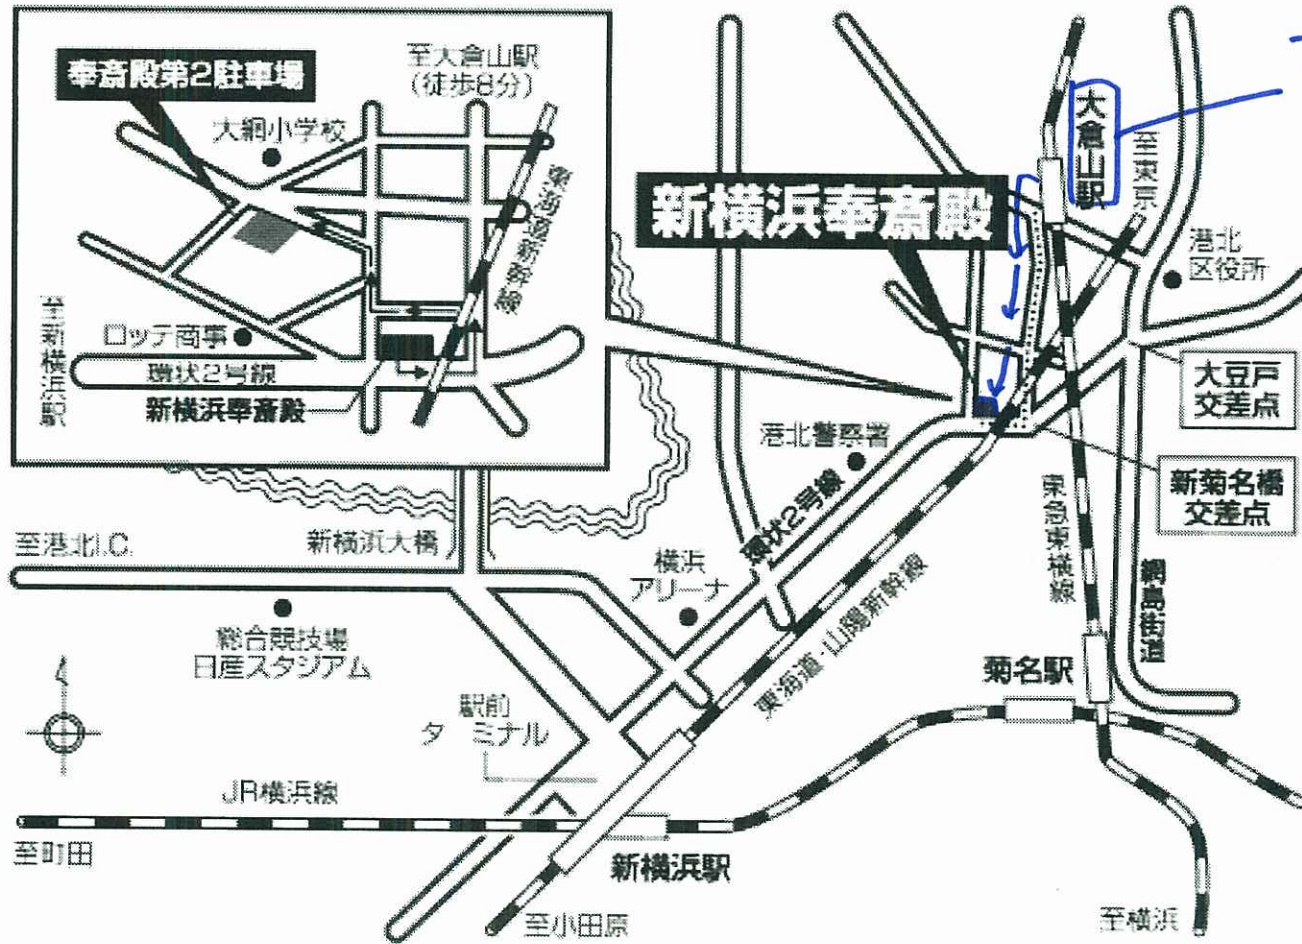 奉斎殿第2駐車場
至大倉山駅
(徒歩8分)
大綱小学校
東海道新幹線
至新横浜駅
ロッテ商事
環状2号線
新横浜奉斎殿
大倉山駅
至東京
新横浜奉斎殿
港北
区役所
大豆戸
交差点
港北警察署
新菊名橋
交差点
環状2号線
東急東横線
綱島街道
至港北I.C.
新横浜大橋
横浜
アリーナ
総合競技場
日産スタジアム
東海道・山陽新幹線
菊名駅
駅前
ターミナル
JR横浜線
至町田
新横浜駅
至小田原
至横浜